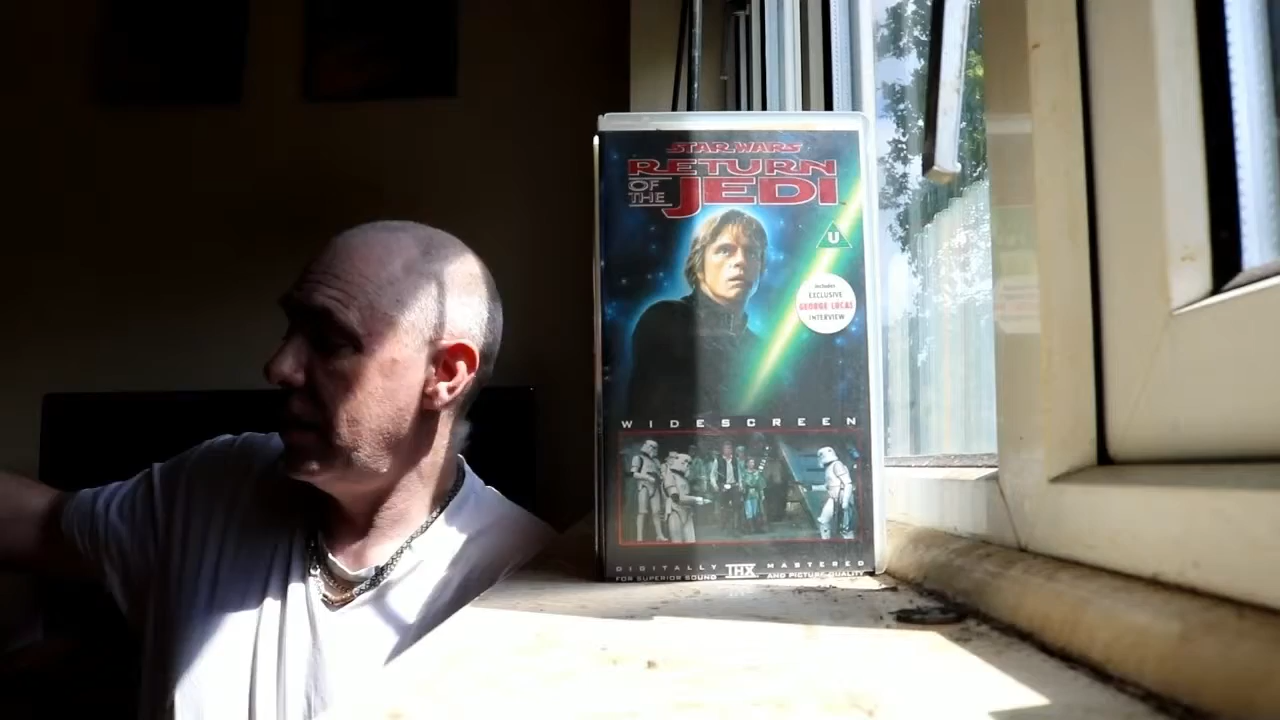 STAR WARS
RETURN
OF THE JEDI
U
Includes
EXCLUSIVE
GEORGE LUCAS
INTERVIEW
WIDESCREEN
DIGITALLY THX MASTERED
FOR SUPERIOR SOUND AND PICTURE QUALITY